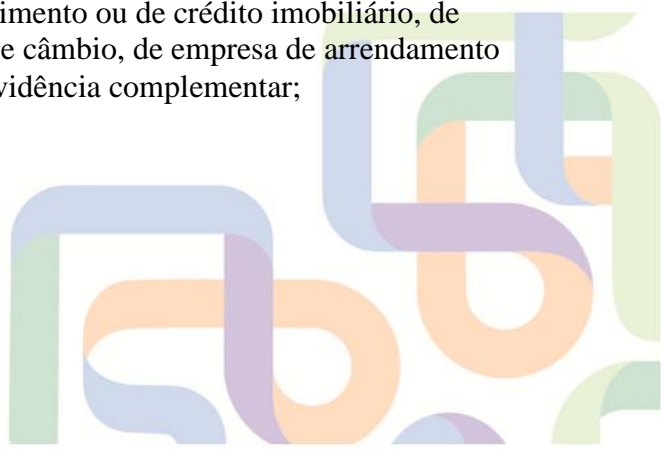 imento ou de crédito imobiliário, de
e câmbio, de empresa de arrendamento
vidência complementar;